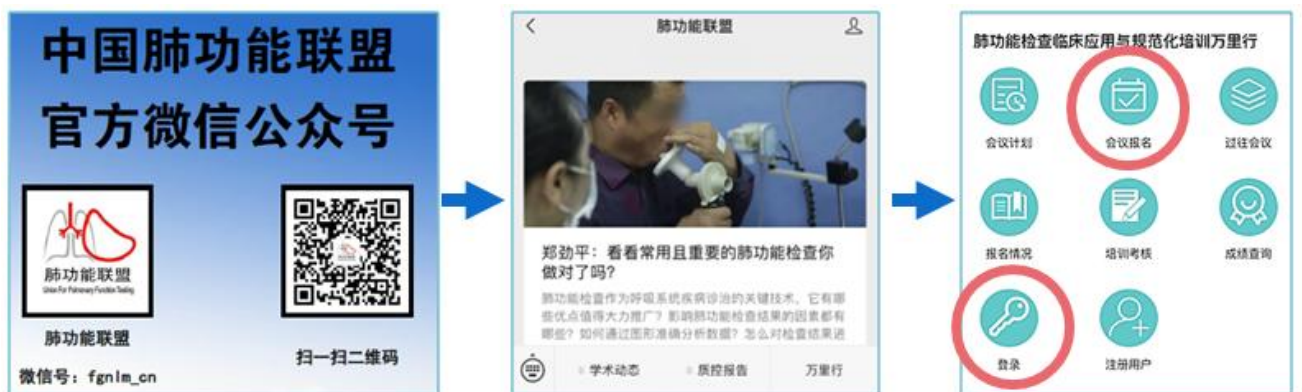 中国肺功能联盟
官方微信公众号
肺功能联盟
Union For Pulmonary Function Testing
肺功能联盟
微信号：fgnlm_cn
扫一扫二维码
肺功能联盟
郑劲平：看看常用且重要的肺功能检查你
做对了吗？
肺功能检查作为呼吸系统疾病诊治的关键技术，它有哪
些优点值得大力推广？影响肺功能检查结果的因素都有
哪些？如何通过图形准确分析数据？怎么对检查结果进
学术动态
质控报告
万里行
肺功能检查临床应用与规范化培训万里行
会议计划
会议报名
过往会议
报名情况
培训考核
成绩查询
登录
注册用户